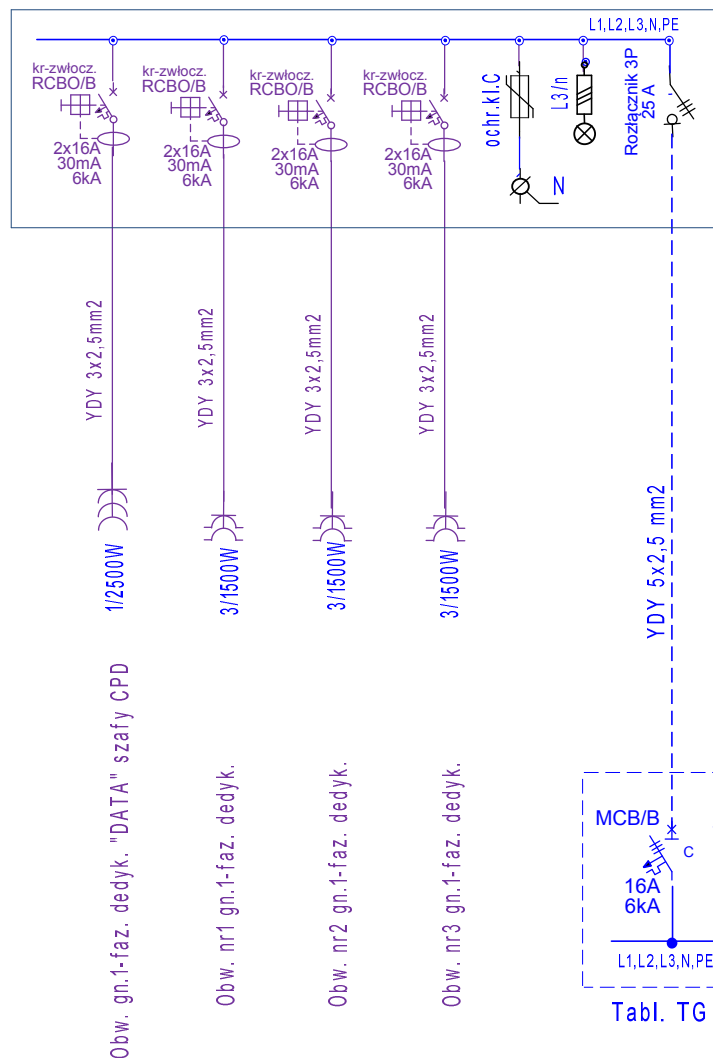 L1,L2,L3,N,PE
kr-zwłocz.
RCBO/B
2x16A
30mA
6kA
kr-zwłocz.
RCBO/B
2x16A
30mA
6kA
kr-zwłocz.
RCBO/B
2x16A
30mA
6kA
kr-zwłocz.
RCBO/B
2x16A
30mA
6kA
ochr.kl.C
N
L3/n
Rozłącznik 3P
25 A
YDY 3x2,5mm2
YDY 3x2,5mm2
YDY 3x2,5mm2
YDY 3x2,5mm2
YDY 5x2,5 mm2
1/2500W
3/1500W
3/1500W
3/1500W
Obw. gn.1-faz. dedyk. "DATA" szafy CPD
Obw. nr1 gn.1-faz. dedyk.
Obw. nr2 gn.1-faz. dedyk.
Obw. nr3 gn.1-faz. dedyk.
MCB/B
C
16A
6kA
L1,L2,L3,N,PE
Tabl. TG